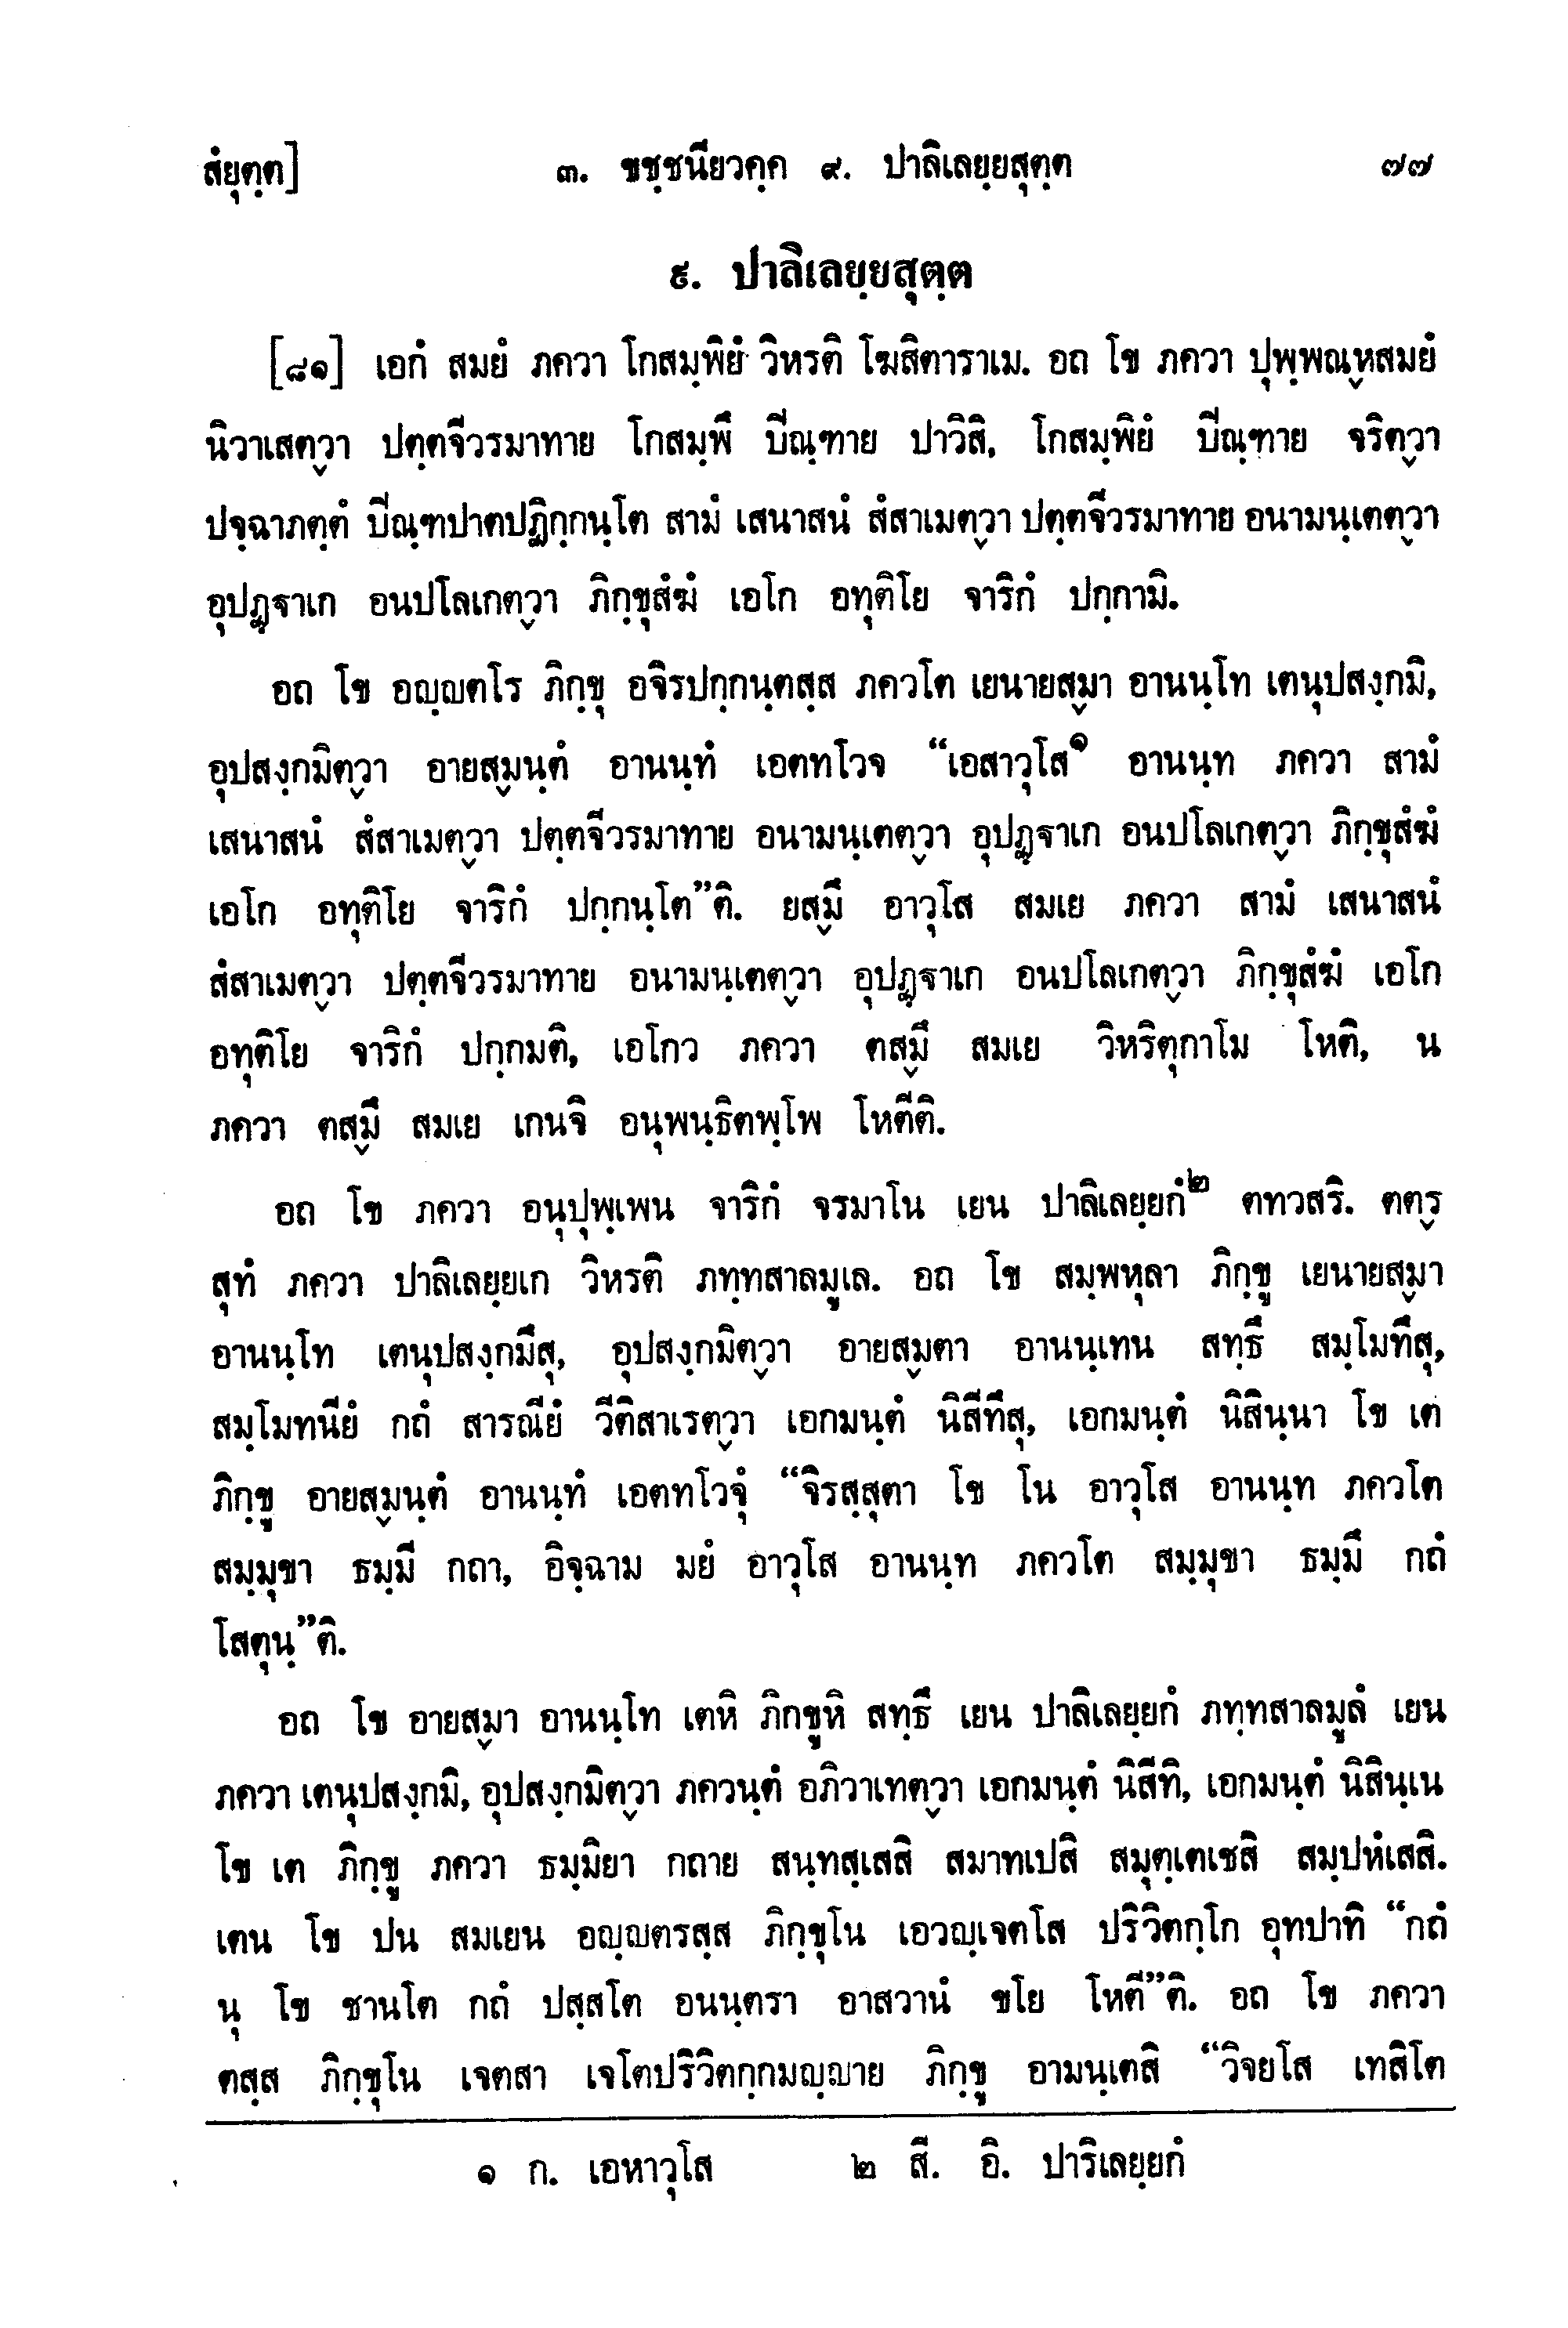 สํยุตฺต]	๓. ขชฺชนียวคฺค ๙. ปาลิเลยฺยสุตฺต	๗๗
๙. ปาลิเลยฺยสุตฺต
[๘๑] เอกํ สมยํ ภควา โกสมฺพิยํ วิหรติ โฆสิตาราเม. อถ โข ภควา ปุพฺพณฺหสมยํ
นิวาเสตฺวา ปตฺตจีวรมาทาย โกสมฺพึ ปิณฺฑาย ปาวิสิ, โกสมฺพิยํ ปิณฺฑาย จริตฺวา
ปจฺฉาภตฺตํ ปิณฺฑปาตปฏิกฺกนฺโต สามํ เสนาสนํ สํสาเมตฺวา ปตฺตจีวรมาทาย อนามนฺเตตฺวา
อุปฏฺฐาเก อนปโลเกตฺวา ภิกฺขุสํฆํ เอโก อทุติโย จาริกํ ปกฺกามิ.
อถ โข อญฺญตโร ภิกฺขุ อจิรปกฺกนฺตสฺส ภควโต เยนายสฺมา อานนฺโท เตนุปสงฺกมิ,
อุปสงฺกมิตฺวา อายสฺมนฺตํ อานนฺทํ เอตทโวจ “เอสาวุโส๑ อานนฺท ภควา สามํ
เสนาสนํ สํสาเมตฺวา ปตฺตจีวรมาทาย อนามนฺเตตฺวา อุปฏฺฐาเก อนปโลเกตฺวา ภิกฺขุสํฆํ
เอโก อทุติโย จาริกํ ปกฺกนฺโต”ติ. ยสฺมึ อาวุโส สมเย ภควา สามํ เสนาสนํ
สํสาเมตฺวา ปตฺตจีวรมาทาย อนามนฺเตตฺวา อุปฏฺฐาเก อนปโลเกตฺวา ภิกฺขุสํฆํ เอโก
อทุติโย จาริกํ ปกฺกมติ, เอโกว ภควา ตสฺมึ สมเย วิหริตุกาโม โหติ, น
ภควา ตสฺมึ สมเย เกนจิ อนุพนฺธิตพฺโพ โหตีติ.
อถ โข ภควา อนุปุพฺเพน จาริกํ จรมาโน เยน ปาลิเลยฺยกํ๒ ตทวสริ. ตตฺร
สุทํ ภควา ปาลิเลยฺยเก วิหรติ ภทฺทสาลมูเล. อถ โข สมฺพหุลา ภิกฺขู เยนายสฺมา
อานนฺโท เตนุปสงฺกมึสุ, อุปสงฺกมิตฺวา อายสฺมตา อานนฺเทน สทฺธึ สมฺโมทึสุ,
สมฺโมทนียํ กถํ สารณียํ วีติสาเรตฺวา เอกมนฺตํ นิสีทึสุ, เอกมนฺตํ นิสินฺนา โข เต
ภิกฺขู อายสฺมนฺตํ อานนฺทํ เอตทโวจุํ “จิรสฺสุตา โข โน อาวุโส อานนฺท ภควโต
สมฺมุขา ธมฺมี กถา, อิจฺฉาม มยํ อาวุโส อานนฺท ภควโต สมฺมุขา ธมฺมึ กถํ
โสตุนฺ”ติ.
อถ โข อายสฺมา อานนฺโท เตหิ ภิกฺขูหิ สทฺธึ เยน ปาลิเลยฺยกํ ภทฺทสาลมูลํ เยน
ภควา เตนุปสงฺกมิ, อุปสงฺกมิตฺวา ภควนฺตํ อภิวาเทตฺวา เอกมนฺตํ นิสีทิ, เอกมนฺตํ นิสินฺเน
โข เต ภิกฺขู ภควา ธมฺมิยา กถาย สนฺทสฺเสสิ สมาทเปสิ สมุตฺเตเชสิ สมฺปหํเสสิ.
เตน โข ปน สมเยน อญฺญตรสฺส ภิกฺขุโน เอวญฺเจตโส ปริวิตกฺโก อุทปาทิ “กถํ
นุ โข ชานโต กถํ ปสฺสโต อนนฺตรา อาสวานํ ขโย โหตี”ติ. อถ โข ภควา
ตสฺส ภิกฺขุโน เจตสา เจโตปริวิตกฺกมญฺญาย ภิกฺขู อามนฺเตสิ “วิจยโส เทสิโต
๑ ก. เอหาวุโส	๒ สี. อิ. ปาริเลยฺยกํ